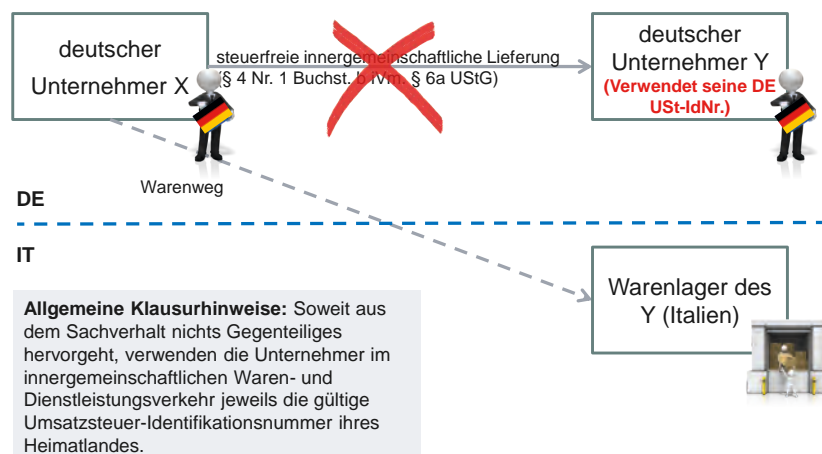 deutscher
Unternehmer X
steuerfreie innergemeinschaftliche Lieferung
(§ 4 Nr. 1 Buchst. b iVm. § 6a UStG)
deutscher
Unternehmer Y
(Verwendet seine DE
USt-IdNr.)
Warenweg
DE
IT
Warenlager des
Y (Italien)
Allgemeine Klausurhinweise: Soweit aus
dem Sachverhalt nichts Gegenteiliges
hervorgeht, verwenden die Unternehmer im
innergemeinschaftlichen Waren- und
Dienstleistungsverkehr jeweils die gültige
Umsatzsteuer-Identifikationsnummer ihres
Heimatlandes.